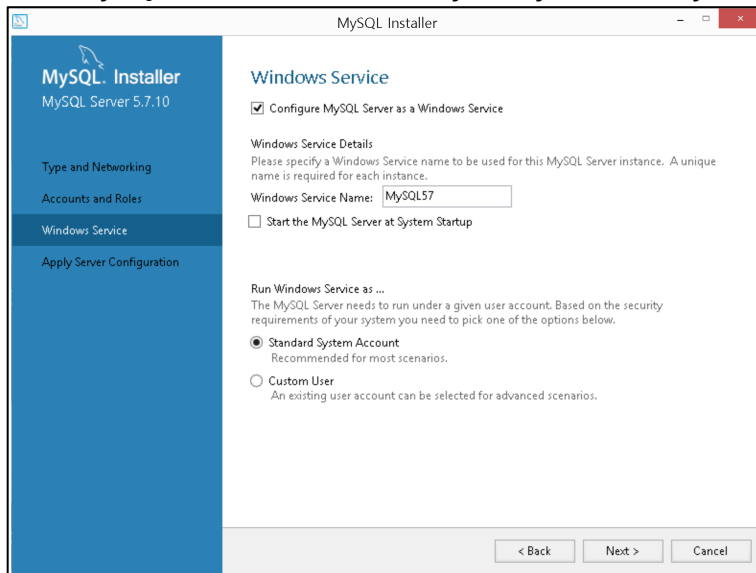 MySQL Installer
MySQL. Installer
MySQL Server 5.7.10
Type and Networking
Accounts and Roles
Windows Service
Apply Server Configuration
Windows Service
Configure MySQL Server as a Windows Service
Windows Service Details
Please specify a Windows Service name to be used for this MySQL Server instance. A unique
name is required for each instance.
Windows Service Name: MySQL57
Start the MySQL Server at System Startup
Run Windows Service as ...
The MySQL Server needs to run under a given user account. Based on the security
requirements of your system you need to pick one of the options below.
Standard System Account
Recommended for most scenarios.
Custom User
An existing user account can be selected for advanced scenarios.
< Back Next > Cancel